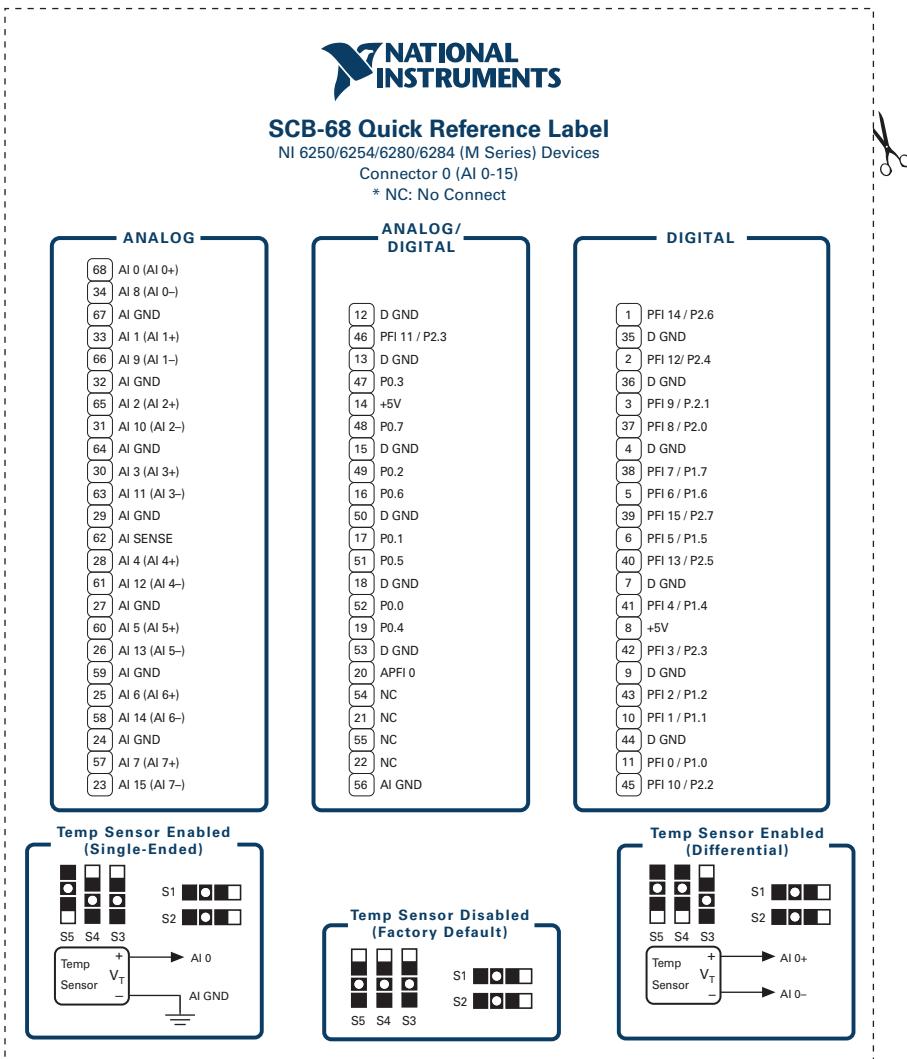 NATIONAL
INSTRUMENTS
SCB-68 Quick Reference Label
NI 6250/6254/6280/6284 (M Series) Devices
Connector 0 (AI 0-15)
* NC: No Connect
ANALOG
68 AI 0 (AI 0+)
34 AI 8 (AI 0–)
67 AI GND
33 AI 1 (AI 1+)
66 AI 9 (AI 1–)
32 AI GND
65 AI 2 (AI 2+)
31 AI 10 (AI 2–)
64 AI GND
30 AI 3 (AI 3+)
63 AI 11 (AI 3–)
29 AI GND
62 AI SENSE
28 AI 4 (AI 4+)
61 AI 12 (AI 4–)
27 AI GND
60 AI 5 (AI 5+)
26 AI 13 (AI 5–)
59 AI GND
25 AI 6 (AI 6+)
58 AI 14 (AI 6–)
24 AI GND
57 AI 7 (AI 7+)
23 AI 15 (AI 7–)
ANALOG/
DIGITAL
12 D GND
46 PFI 11 / P2.3
13 D GND
47 P0.3
14 +5V
48 P0.7
15 D GND
49 P0.2
16 P0.6
50 D GND
17 P0.1
51 P0.5
18 D GND
52 P0.0
19 P0.4
53 D GND
20 APFI 0
54 NC
21 NC
55 NC
22 NC
56 AI GND
DIGITAL
1 PFI 14 / P2.6
35 D GND
2 PFI 12/ P2.4
36 D GND
3 PFI 9 / P.2.1
37 PFI 8 / P2.0
4 D GND
38 PFI 7 / P1.7
5 PFI 6 / P1.6
39 PFI 15 / P2.7
6 PFI 5 / P1.5
40 PFI 13 / P2.5
7 D GND
41 PFI 4 / P1.4
8 +5V
42 PFI 3 / P2.3
9 D GND
43 PFI 2 / P1.2
10 PFI 1 / P1.1
44 D GND
11 PFI 0 / P1.0
45 PFI 10 / P2.2
Temp Sensor Enabled
(Single-Ended)
S1
S2
S5 S4 S3
Temp
Sensor
+
VT
–
AI 0
AI GND
Temp Sensor Disabled
(Factory Default)
S1
S2
S5 S4 S3
Temp Sensor Enabled
(Differential)
S1
S2
S5 S4 S3
Temp
Sensor
+
VT
–
AI 0+
AI 0–